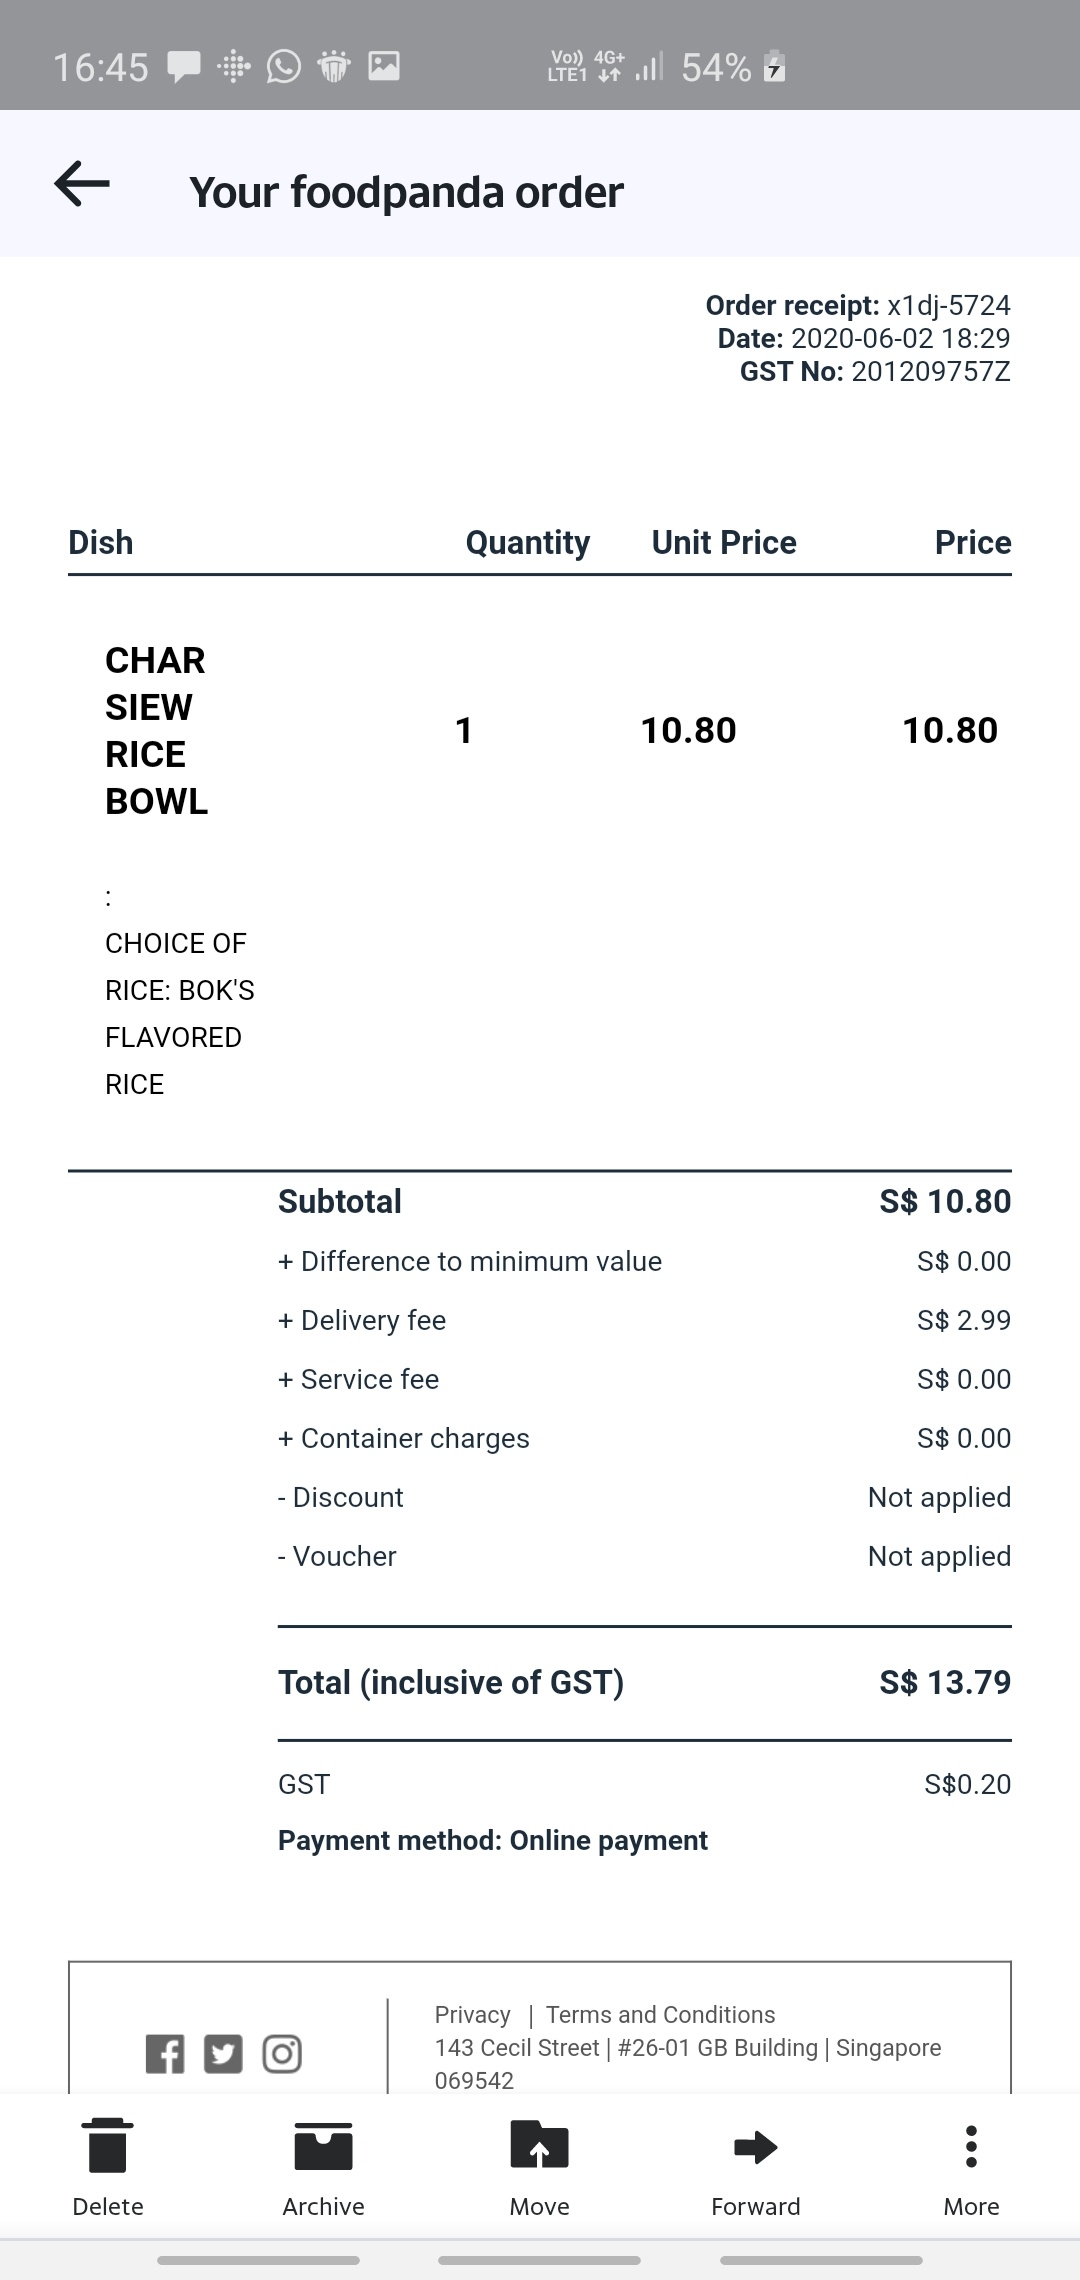 16:45 Vo)) LTE1 4G+ 54%
Your foodpanda order
Order receipt: x1dj-5724
Date: 2020-06-02 18:29
GST No: 201209757Z
Dish Quantity Unit Price Price
CHAR
SIEW
RICE
BOWL
1 10.80 10.80
:
CHOICE OF
RICE: BOK'S
FLAVORED
RICE
Subtotal S$ 10.80
+ Difference to minimum value S$ 0.00
+ Delivery fee S$ 2.99
+ Service fee S$ 0.00
+ Container charges S$ 0.00
- Discount Not applied
- Voucher Not applied
Total (inclusive of GST) S$ 13.79
GST S$0.20
Payment method: Online payment
Privacy | Terms and Conditions
143 Cecil Street | #26-01 GB Building | Singapore
069542
Delete Archive Move Forward More